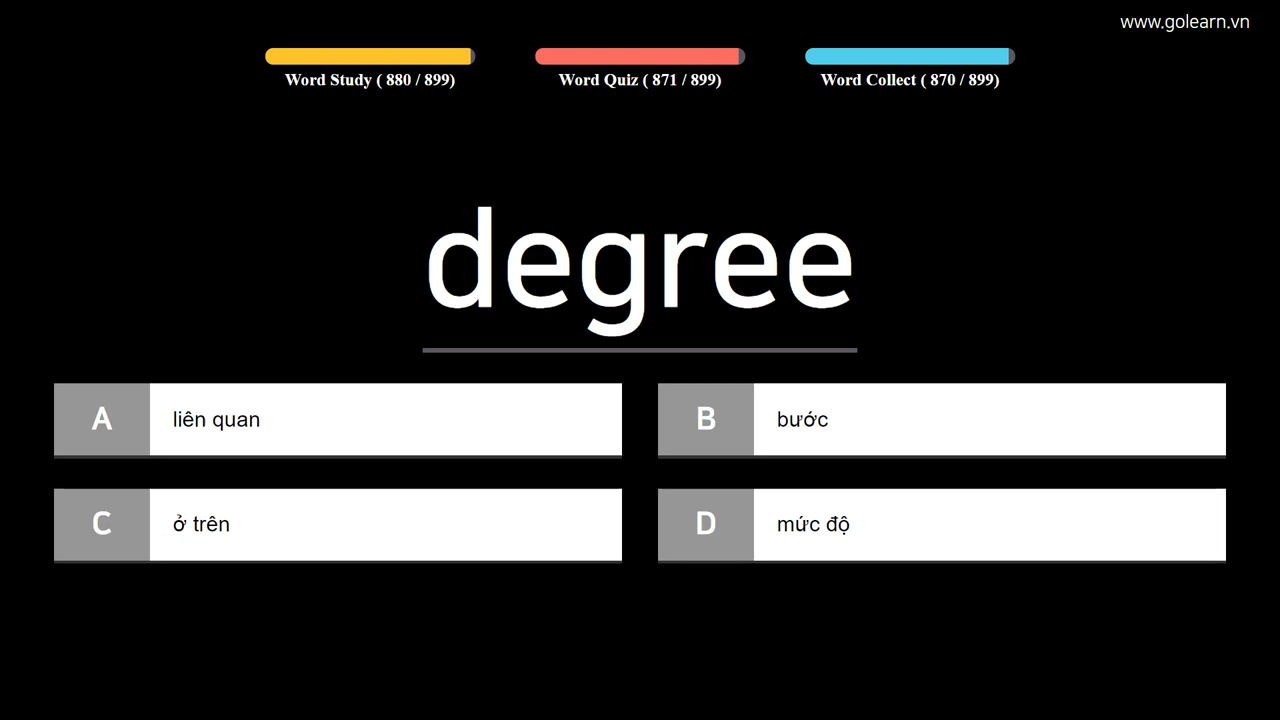 www.golearn.vn
Word Study ( 880 / 899)
Word Quiz ( 871 / 899)
Word Collect ( 870 / 899)
degree
A liên quan
B bước
C ở trên
D mức độ